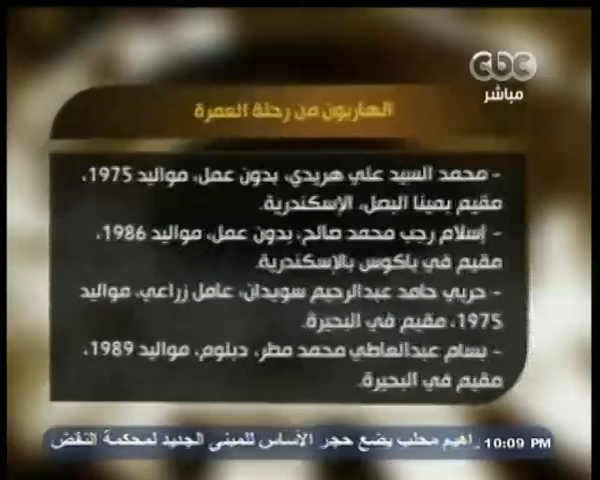 cbc
مباشر
الهاربون من رحلة العمرة
- محمد السيد علي هريدي، بدون عمل، مواليد 1975،
مقيم بمينا البصل، الإسكندرية.
- إسلام رجب محمد صالح، بدون عمل، مواليد 1986،
مقيم في باكوس بالإسكندرية.
- حربي حامد عبدالرحيم سويدان، عامل زراعي، مواليد
1975، مقيم في البحيرة.
- بسام عبدالعاطي محمد مطر، دبلوم، مواليد 1989،
مقيم في البحيرة.
راهيم محلب يضع حجر الأساس للمبنى الجديد لمحكمة النقض
10:09 PM